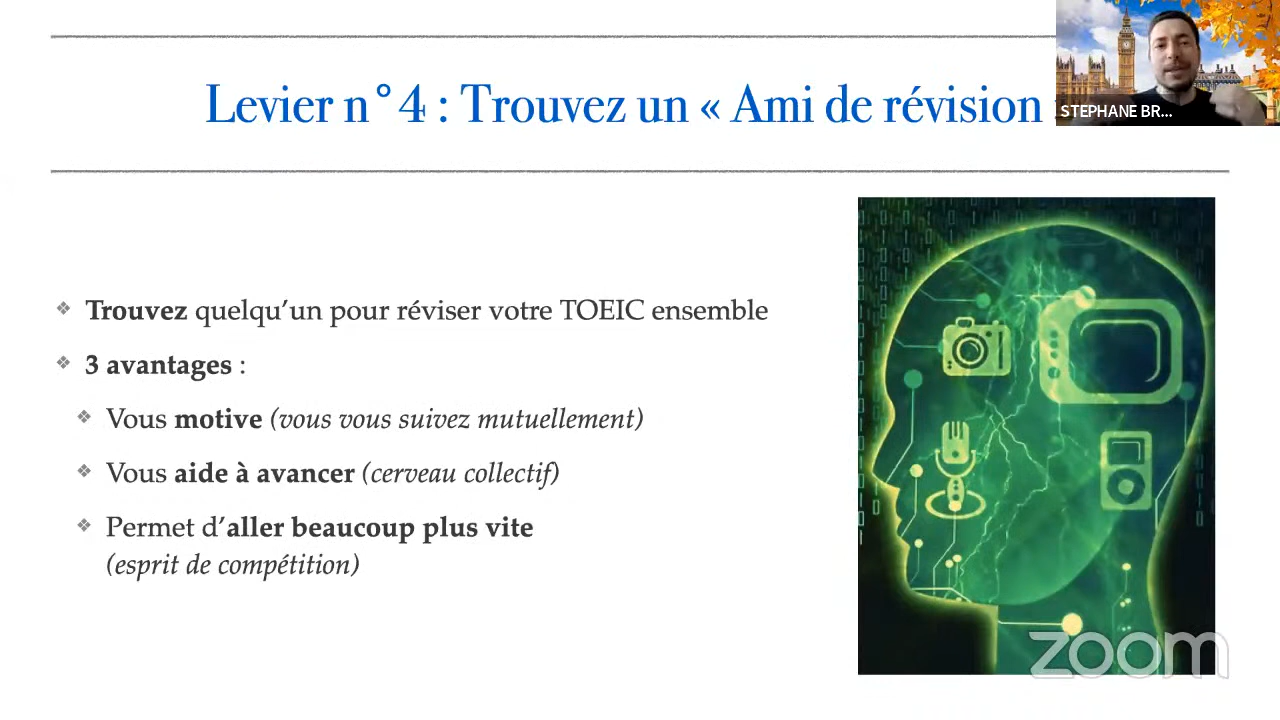 Levier n°4 : Trouvez un « Ami de révision
STEPHANE BR...
❖ Trouvez quelqu’un pour réviser votre TOEIC ensemble
❖ 3 avantages :
❖ Vous motive (vous vous suivez mutuellement)
❖ Vous aide à avancer (cerveau collectif)
❖ Permet d’aller beaucoup plus vite
(esprit de compétition)
zoom